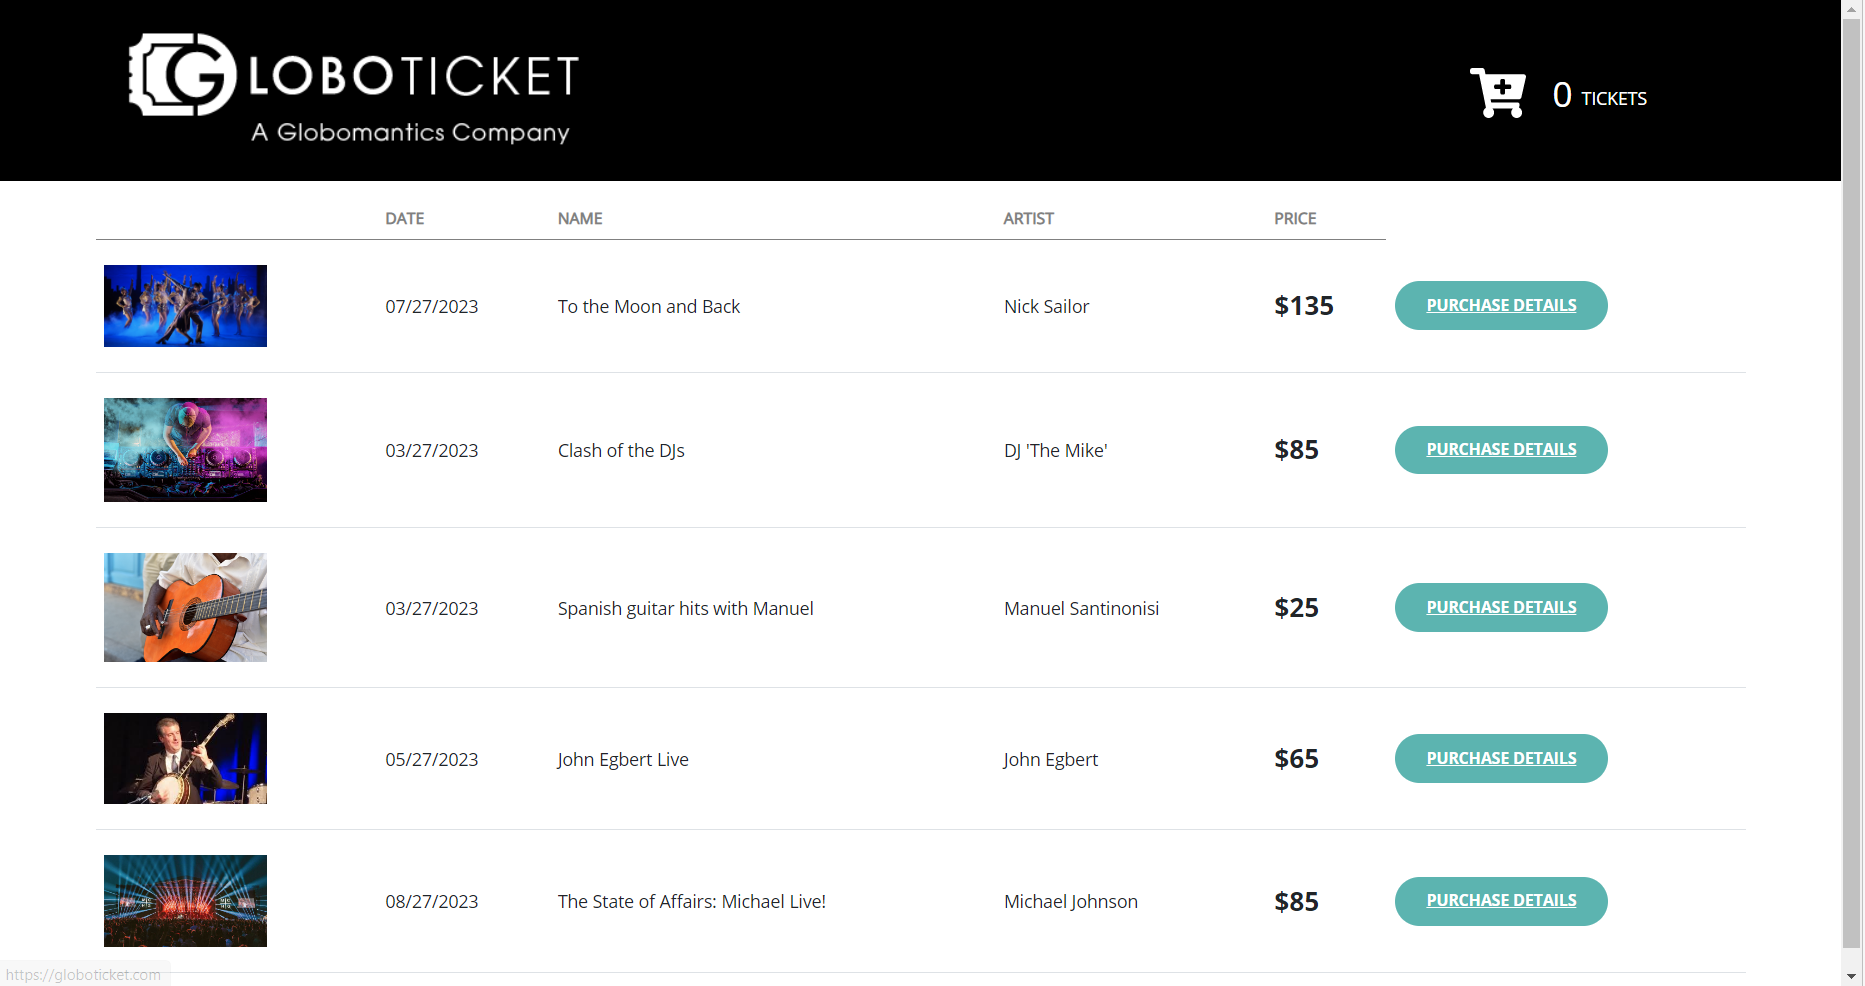 GLOBOTICKET
A Globomantics Company
0 TICKETS
DATE NAME ARTIST PRICE
07/27/2023 To the Moon and Back Nick Sailor $135 PURCHASE DETAILS
03/27/2023 Clash of the DJs DJ 'The Mike' $85 PURCHASE DETAILS
03/27/2023 Spanish guitar hits with Manuel Manuel Santinonisi $25 PURCHASE DETAILS
05/27/2023 John Egbert Live John Egbert $65 PURCHASE DETAILS
08/27/2023 The State of Affairs: Michael Live! Michael Johnson $85 PURCHASE DETAILS
https://globoticket.com